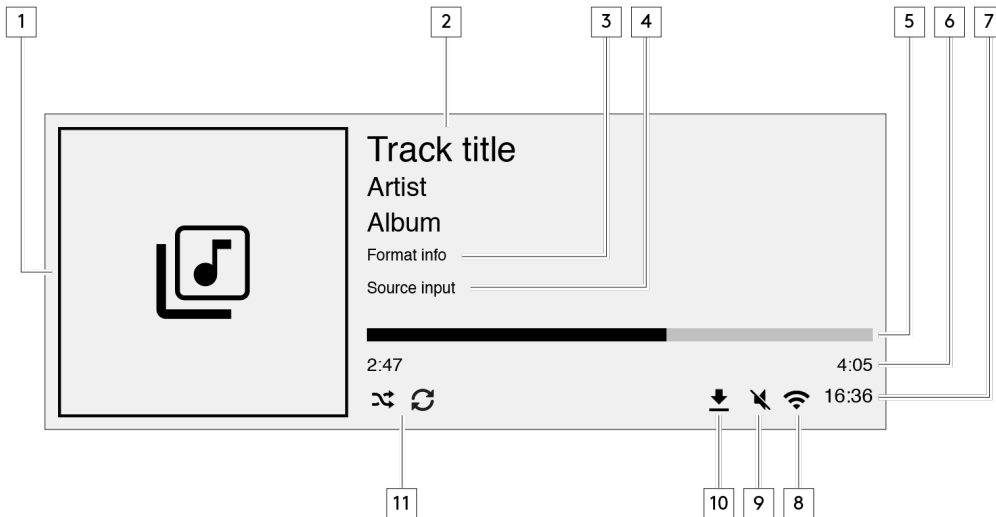 1
2
3
4
5
6
7
Track title
Artist
Album
Format info
Source input
2:47
4:05
16:36
11
10
9
8